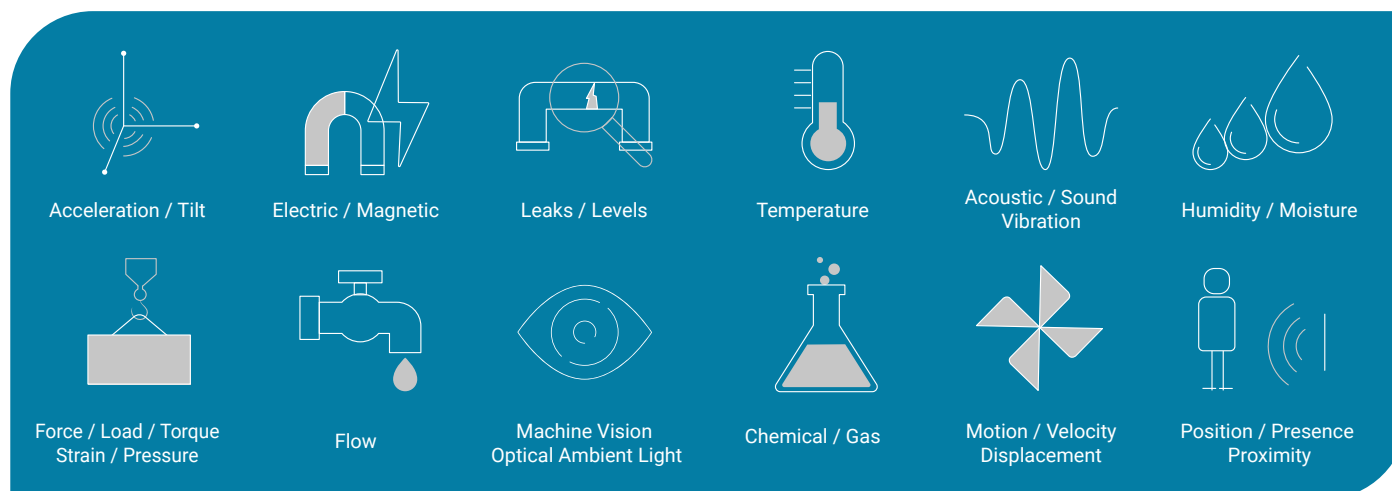 Acceleration / Tilt
Electric / Magnetic
Leaks / Levels
Temperature
Acoustic / Sound
Vibration
Humidity / Moisture
Force / Load / Torque
Strain / Pressure
Flow
Machine Vision
Optical Ambient Light
Chemical / Gas
Motion / Velocity
Displacement
Position / Presence
Proximity